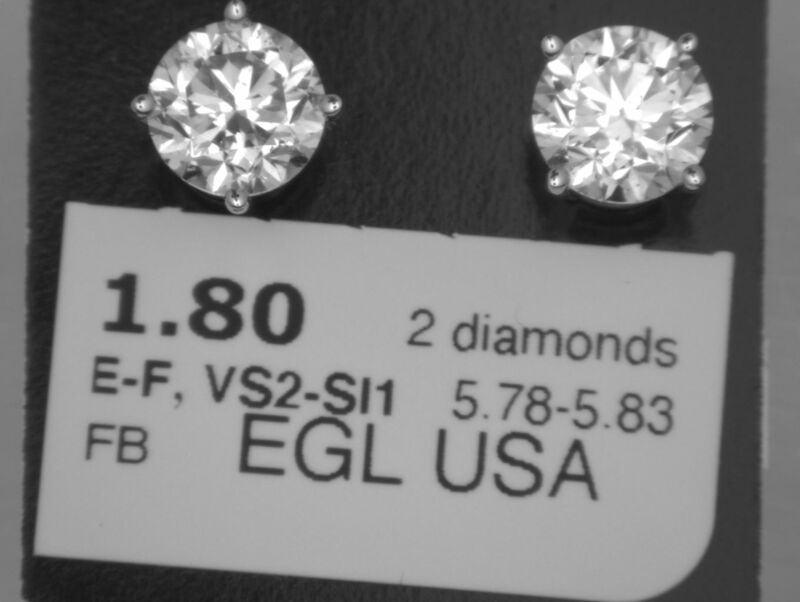 1.80 2 diamonds
E-F, VS2-SI1 5.78-5.83
FB EGL USA